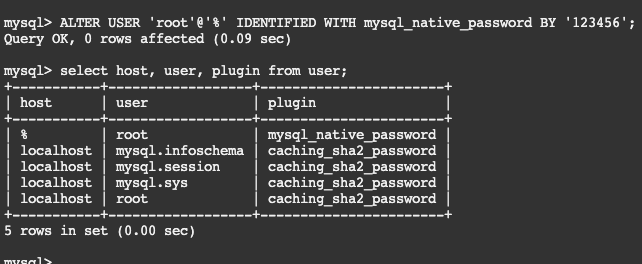 mysql> ALTER USER 'root'@'%' IDENTIFIED WITH mysql_native_password BY '123456';
Query OK, 0 rows affected (0.09 sec)
mysql> select host, user, plugin from user;
+-----------+------------------+-----------------------+
| host      | user             | plugin                |
+-----------+------------------+-----------------------+
| %         | root             | mysql_native_password |
| localhost | mysql.infoschema | caching_sha2_password |
| localhost | mysql.session    | caching_sha2_password |
| localhost | mysql.sys        | caching_sha2_password |
| localhost | root             | caching_sha2_password |
+-----------+------------------+-----------------------+
5 rows in set (0.00 sec)
mysql>